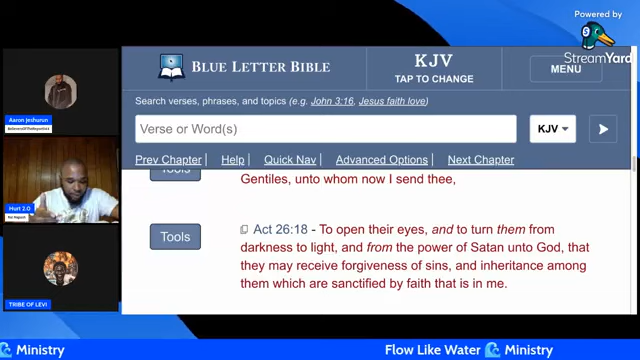 Powered by
StreamYard
BLUE LETTER BIBLE
KJV
TAP TO CHANGE
MENU
Search verses, phrases, and topics (e.g. John 3:16, Jesus faith love)
Verse or Word(s)
KJV
Prev Chapter | Help | Quick Nav | Advanced Options | Next Chapter
Tools
Gentiles, unto whom now I send thee,
Tools
Act 26:18 - To open their eyes, and to turn them from
darkness to light, and from the power of Satan unto God, that
they may receive forgiveness of sins, and inheritance among
them which are sanctified by faith that is in me.
Aaron Jeshurun
Hurt 2.0
TRIBE OF LEVI
Ministry
Flow Like Water
Ministry